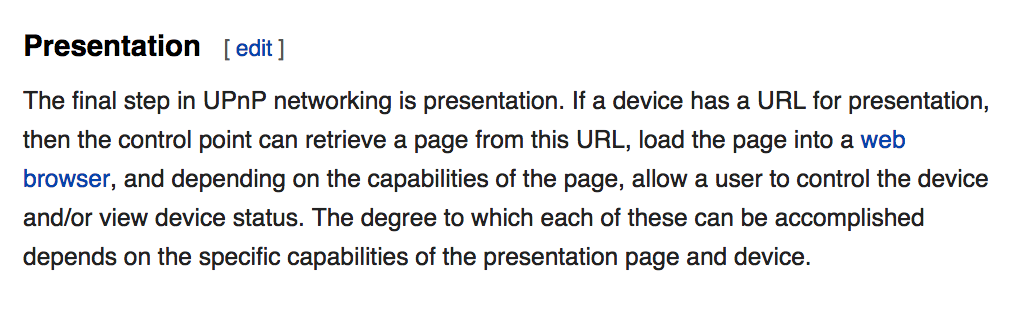 Presentation [ edit ]
The final step in UPnP networking is presentation. If a device has a URL for presentation,
then the control point can retrieve a page from this URL, load the page into a web
browser, and depending on the capabilities of the page, allow a user to control the device
and/or view device status. The degree to which each of these can be accomplished
depends on the specific capabilities of the presentation page and device.